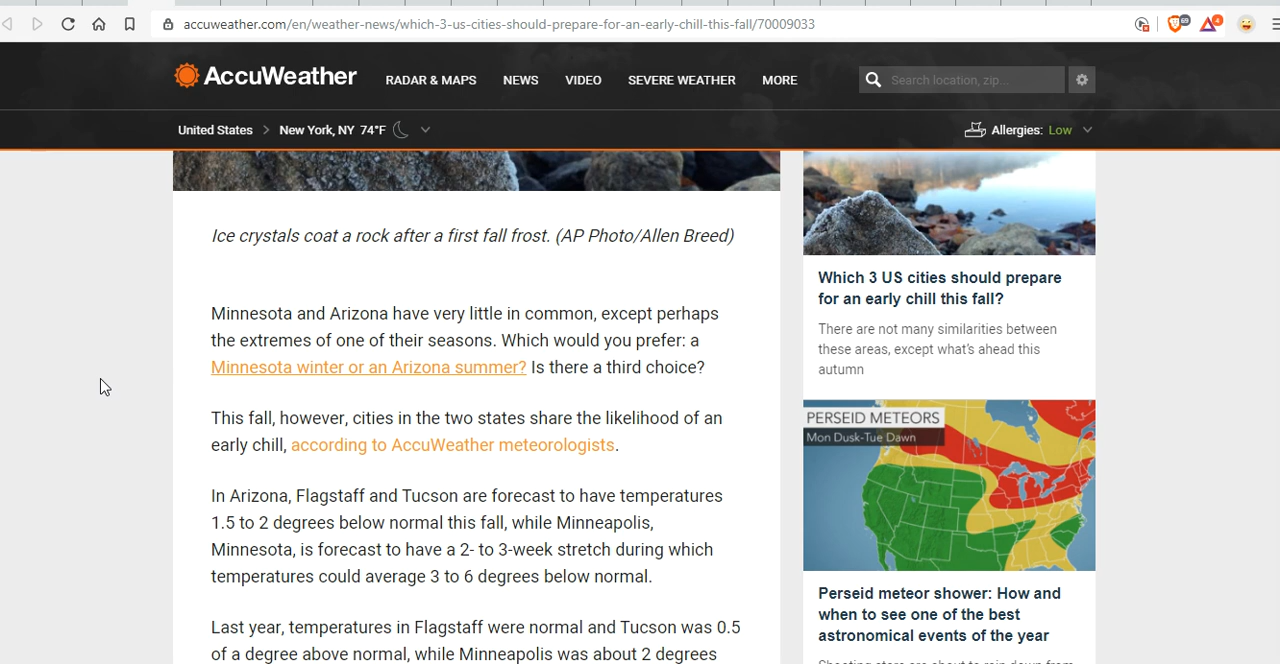 accuweather.com/en/weather-news/which-3-us-cities-should-prepare-for-an-early-chill-this-fall/70009033
69
4
AccuWeather
RADAR & MAPS
NEWS
VIDEO
SEVERE WEATHER
MORE
Search location, zip...
United States > New York, NY 74°F
Allergies: Low
Ice crystals coat a rock after a first fall frost. (AP Photo/Allen Breed)
Minnesota and Arizona have very little in common, except perhaps
the extremes of one of their seasons. Which would you prefer: a
Minnesota winter or an Arizona summer? Is there a third choice?
This fall, however, cities in the two states share the likelihood of an
early chill, according to AccuWeather meteorologists.
In Arizona, Flagstaff and Tucson are forecast to have temperatures
1.5 to 2 degrees below normal this fall, while Minneapolis,
Minnesota, is forecast to have a 2- to 3-week stretch during which
temperatures could average 3 to 6 degrees below normal.
Last year, temperatures in Flagstaff were normal and Tucson was 0.5
of a degree above normal, while Minneapolis was about 2 degrees
Which 3 US cities should prepare
for an early chill this fall?
There are not many similarities between
these areas, except what's ahead this
autumn
PERSEID METEORS
Mon Dusk-Tue Dawn
Perseid meteor shower: How and
when to see one of the best
astronomical events of the year
Shooting stars are about to rain down from